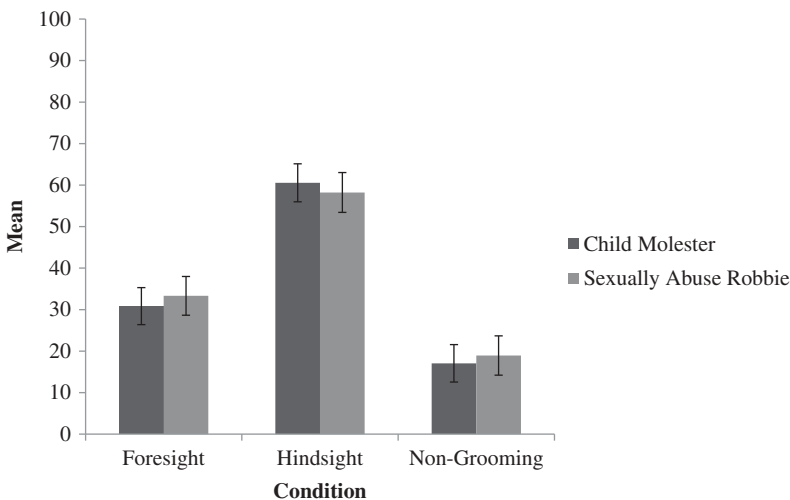 100
90
80
70
60
50
40
30
20
10
0
Mean
Foresight Hindsight Non-Grooming
Condition
Child Molester
Sexually Abuse Robbie